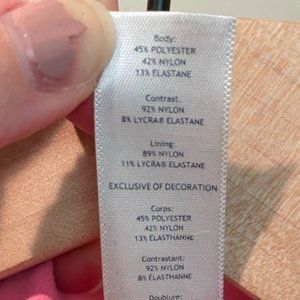 Body:
45% POLYESTER
42% NYLON
13% ELASTANE
Contrast
92% NYLON
8% LYCRA® ELASTANE
Lining:
89% NYLON
11% LYCRA® ELASTANE
EXCLUSIVE OF DECORATION
Corps:
45% POLYESTER
42% NYLON
13% ELASTHANNE
Contrastant:
92% NYLON
8% ELASTHANNE
Doublure: